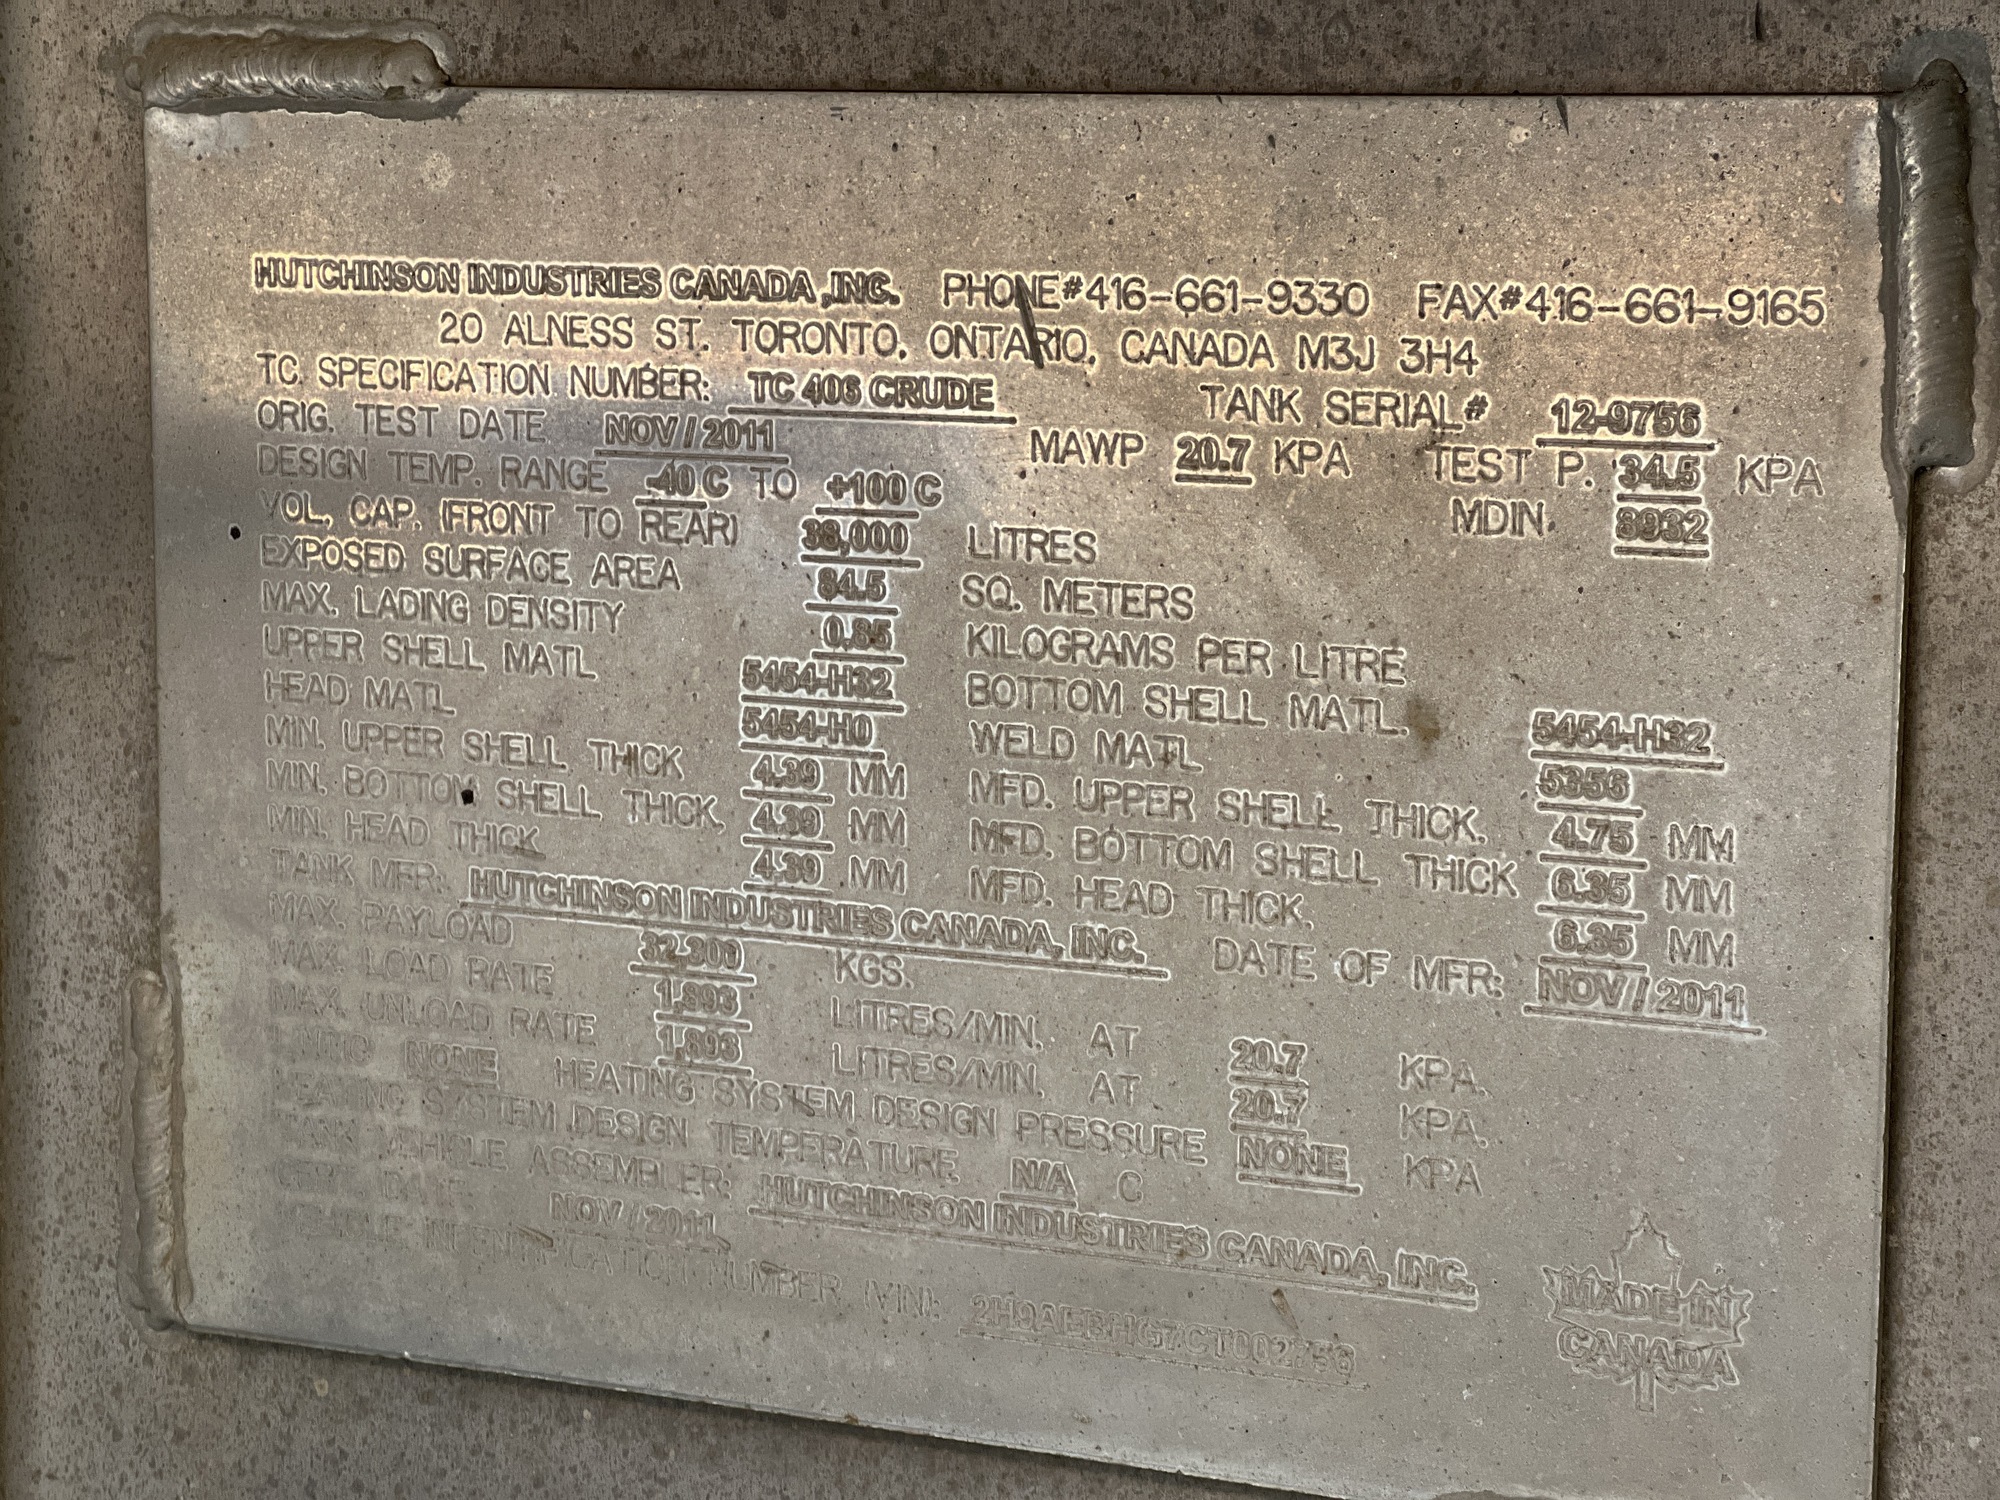 HUTCHINSON INDUSTRIES CANADA, INC. PHONE#416-661-9330 FAX#416-661-9165
20 ALNESS ST. TORONTO, ONTARIO, CANADA M3J 3H4
TC. SPECIFICATION NUMBER: TC 406 CRUDE TANK SERIAL# 12-9756
ORIG. TEST DATE NOV / 2011 MAWP 20.7 KPA TEST P. 34.5 KPA
DESIGN TEMP. RANGE -40 C TO +100 C MDIN. 8932
VOL. CAP. (FRONT TO REAR) 38,000 LITRES
EXPOSED SURFACE AREA 84.5 SQ. METERS
MAX. LADING DENSITY 0.85 KILOGRAMS PER LITRE
UPPER SHELL MATL 5454-H32 BOTTOM SHELL MATL. 5454-H32
HEAD MATL 5454-H0 WELD MATL 5356
MIN. UPPER SHELL THICK 4.39 MM MFD. UPPER SHELL THICK. 4.75 MM
MIN. BOTTOM SHELL THICK. 4.39 MM MFD. BOTTOM SHELL THICK 6.35 MM
MIN. HEAD THICK 4.39 MM MFD. HEAD THICK. 6.35 MM
TANK MFR: HUTCHINSON INDUSTRIES CANADA, INC. DATE OF MFR: NOV / 2011
MAX. PAYLOAD 32,300 KGS.
MAX. LOAD RATE 1,893 LITRES/MIN. AT 20.7 KPA.
MAX. UNLOAD RATE 1,893 LITRES/MIN. AT 20.7 KPA.
LINING NONE HEATING SYSTEM DESIGN PRESSURE NONE KPA
HEATING SYSTEM DESIGN TEMPERATURE N/A C
TANK VEHICLE ASSEMBLER: HUTCHINSON INDUSTRIES CANADA, INC.
CERT. DATE NOV / 2011
VEHICLE IDENTIFICATION NUMBER (VIN):
MADE IN
CANADA